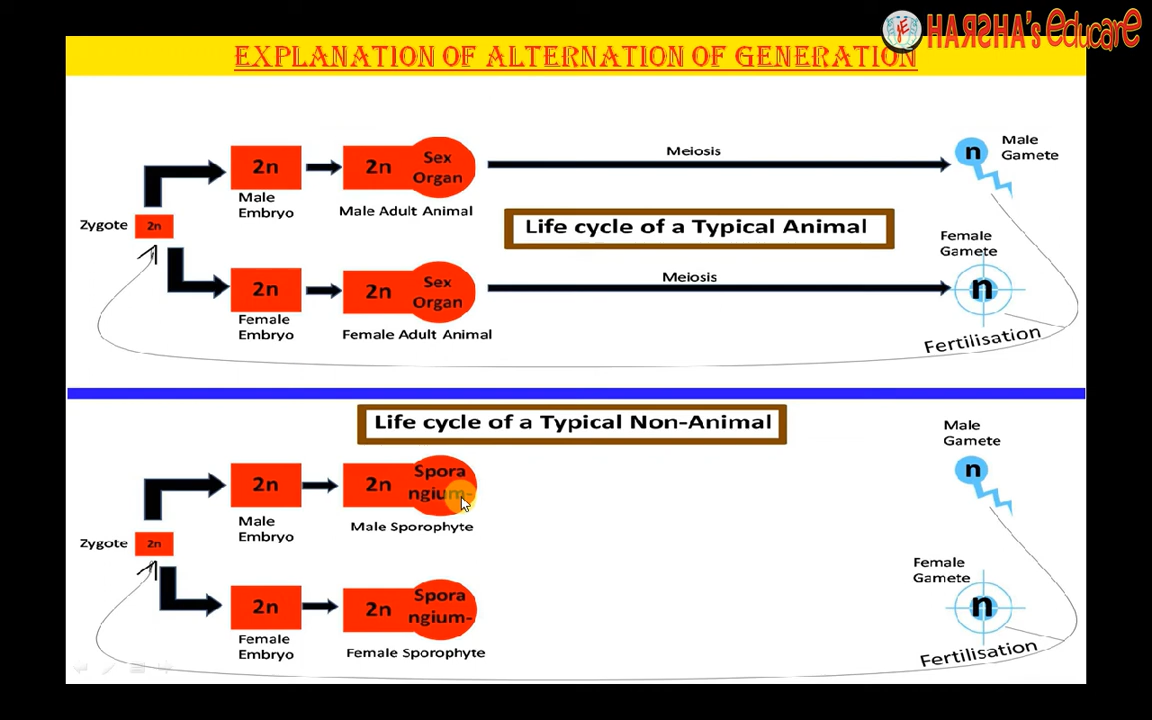 HARSHA's educare
EXPLANATION OF ALTERNATION OF GENERATION
2n
Male
Embryo
2n
Sex
Organ
Male Adult Animal
Meiosis
n
Male
Gamete
Zygote
2n
Life cycle of a Typical Animal
2n
Female
Embryo
2n
Sex
Organ
Female Adult Animal
Meiosis
Female
Gamete
n
Fertilisation
Life cycle of a Typical Non-Animal
2n
Male
Embryo
2n
Spora
ngium-
Male Sporophyte
Male
Gamete
n
Zygote
2n
2n
Female
Embryo
2n
Spora
ngium-
Female Sporophyte
Female
Gamete
n
Fertilisation